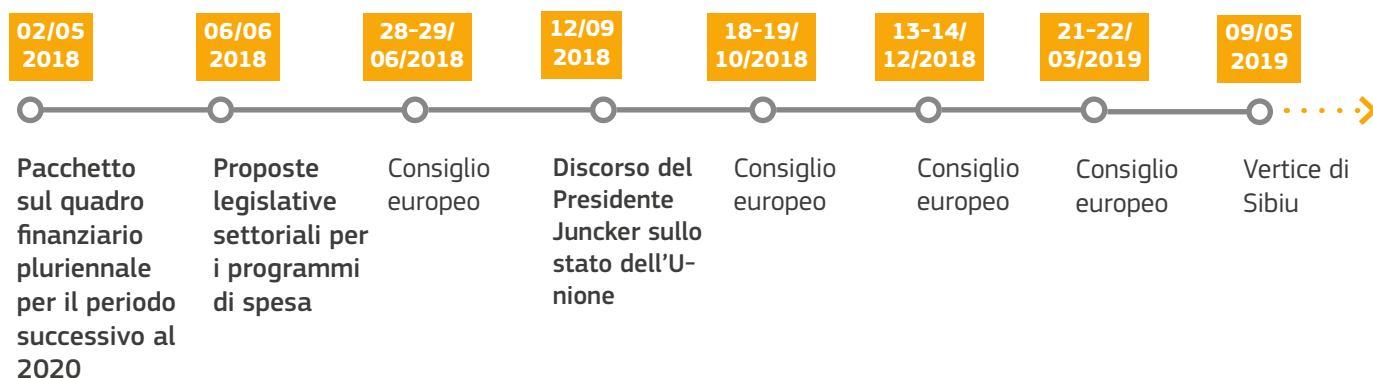 02/05
2018
06/06
2018
28-29/
06/2018
12/09
2018
18-19/
10/2018
13-14/
12/2018
21-22/
03/2019
09/05
2019
Pacchetto
sul quadro
finanziario
pluriennale
per il periodo
successivo al
2020
Proposte
legislative
settoriali per
i programmi
di spesa
Consiglio
europeo
Discorso del
Presidente
Juncker sullo
stato dell'U-
nione
Consiglio
europeo
Consiglio
europeo
Consiglio
europeo
Vertice di
Sibiu